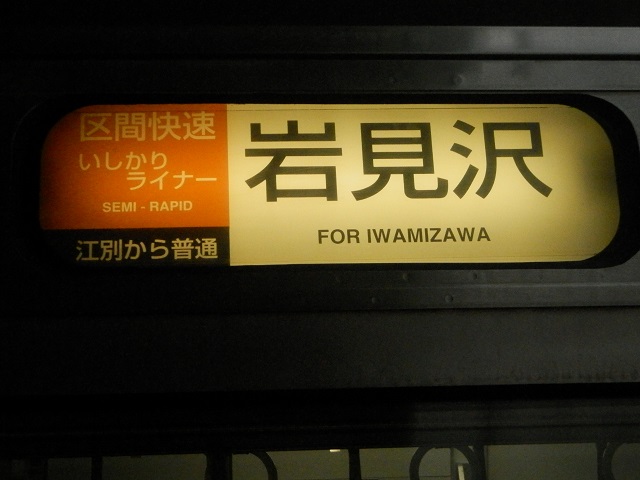 区間快速
いしかり
ライナー
SEMI - RAPID
江別から普通
岩見沢
FOR IWAMIZAWA